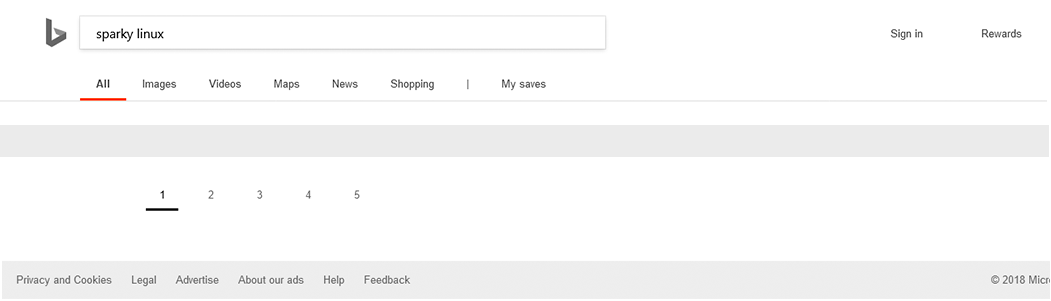 sparky linux
Sign in Rewards
All Images Videos Maps News Shopping | My saves
1 2 3 4 5
Privacy and Cookies Legal Advertise About our ads Help Feedback © 2018